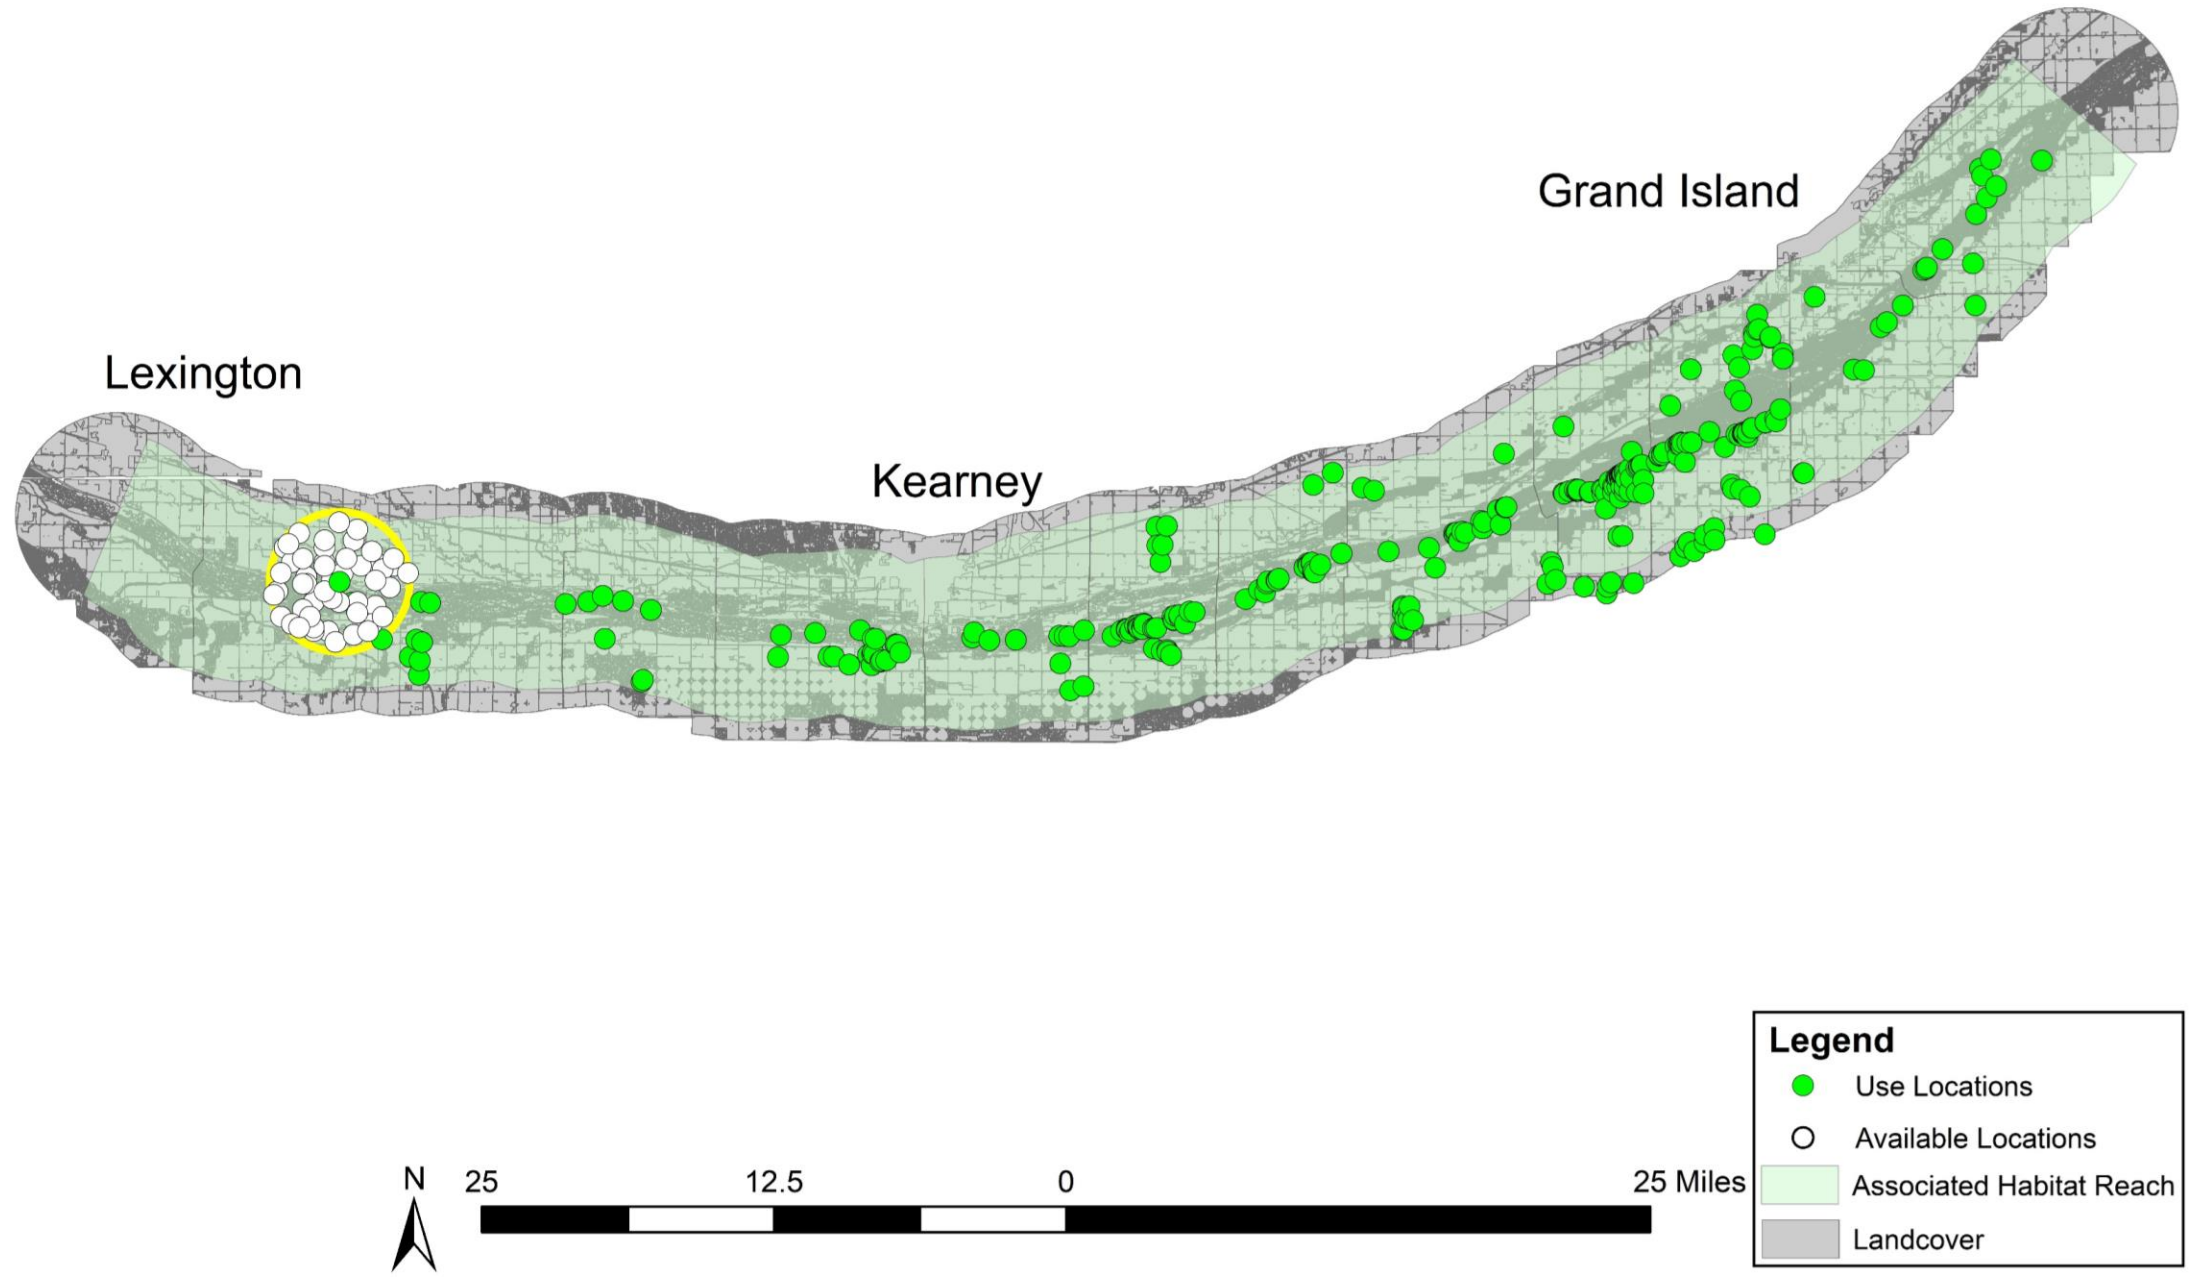 Grand Island
Lexington
Kearney
Legend
Use Locations
Available Locations
Associated Habitat Reach
Landcover
N
25 12.5 0 25 Miles